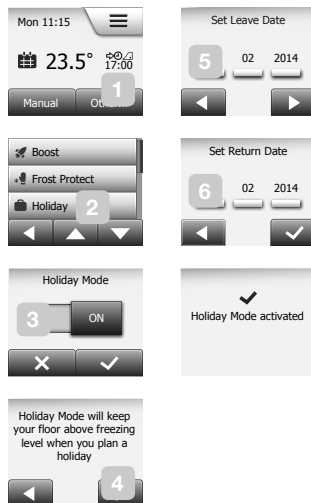 Mon 11:15
23.5°
17:00
1
Manual
Boost
Frost Protect
Holiday
2
Holiday Mode
3
ON
Holiday Mode will keep
your floor above freezing
level when you plan a
holiday
4
Set Leave Date
5
02
2014
Set Return Date
6
02
2014
Holiday Mode activated